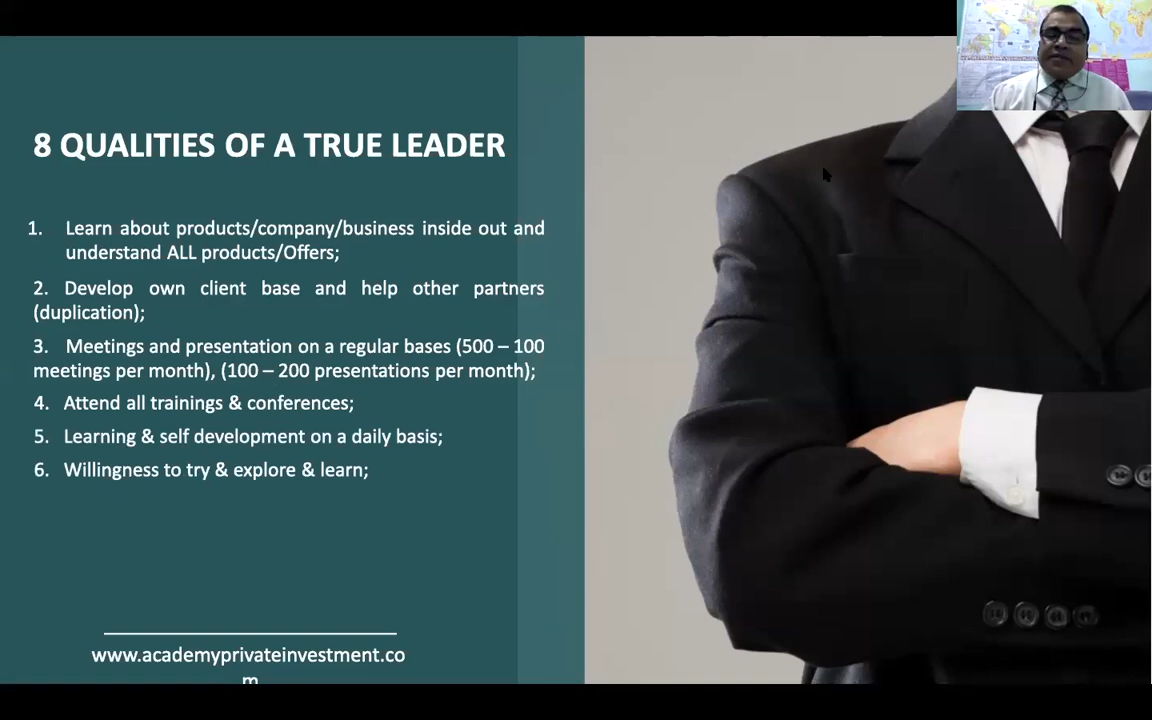 8 QUALITIES OF A TRUE LEADER
1. Learn about products/company/business inside out and
understand ALL products/Offers;
2. Develop own client base and help other partners
(duplication);
3. Meetings and presentation on a regular bases (500 – 100
meetings per month), (100 – 200 presentations per month);
4. Attend all trainings & conferences;
5. Learning & self development on a daily basis;
6. Willingness to try & explore & learn;
www.academyprivateinvestment.co
m